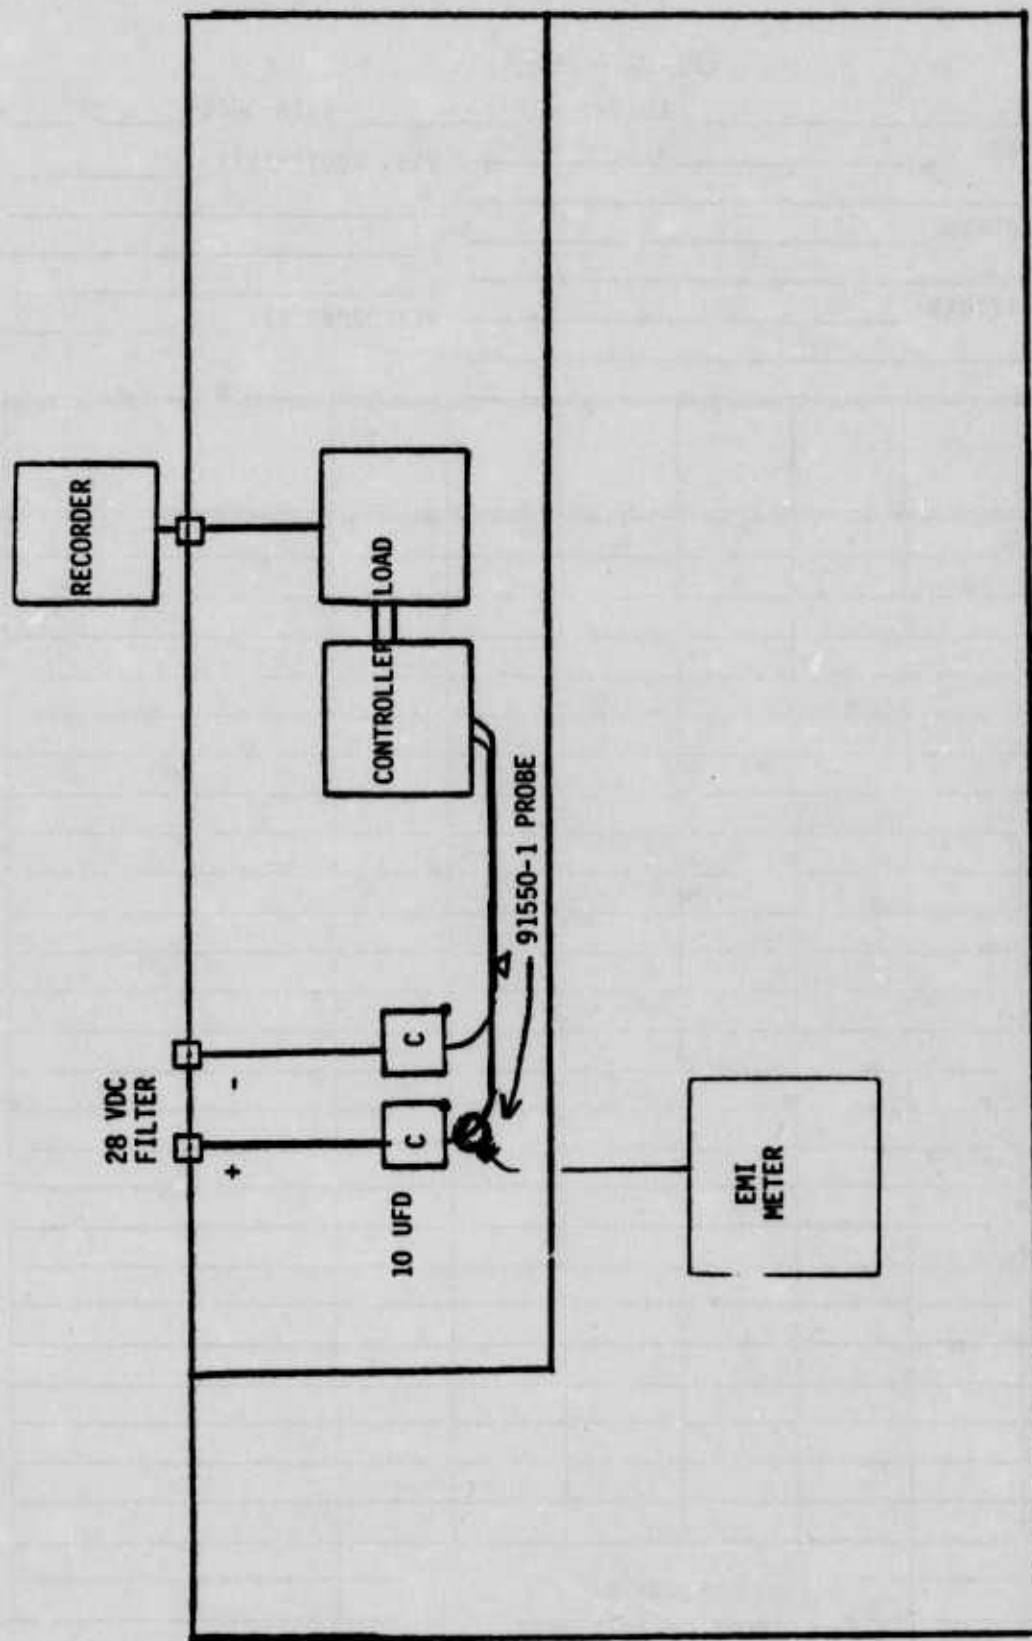 RECORDER
28 VDC
FILTER
+
-
LOAD
CONTROLLER
C
C
10 UFD
91550-1 PROBE
EMI
METER